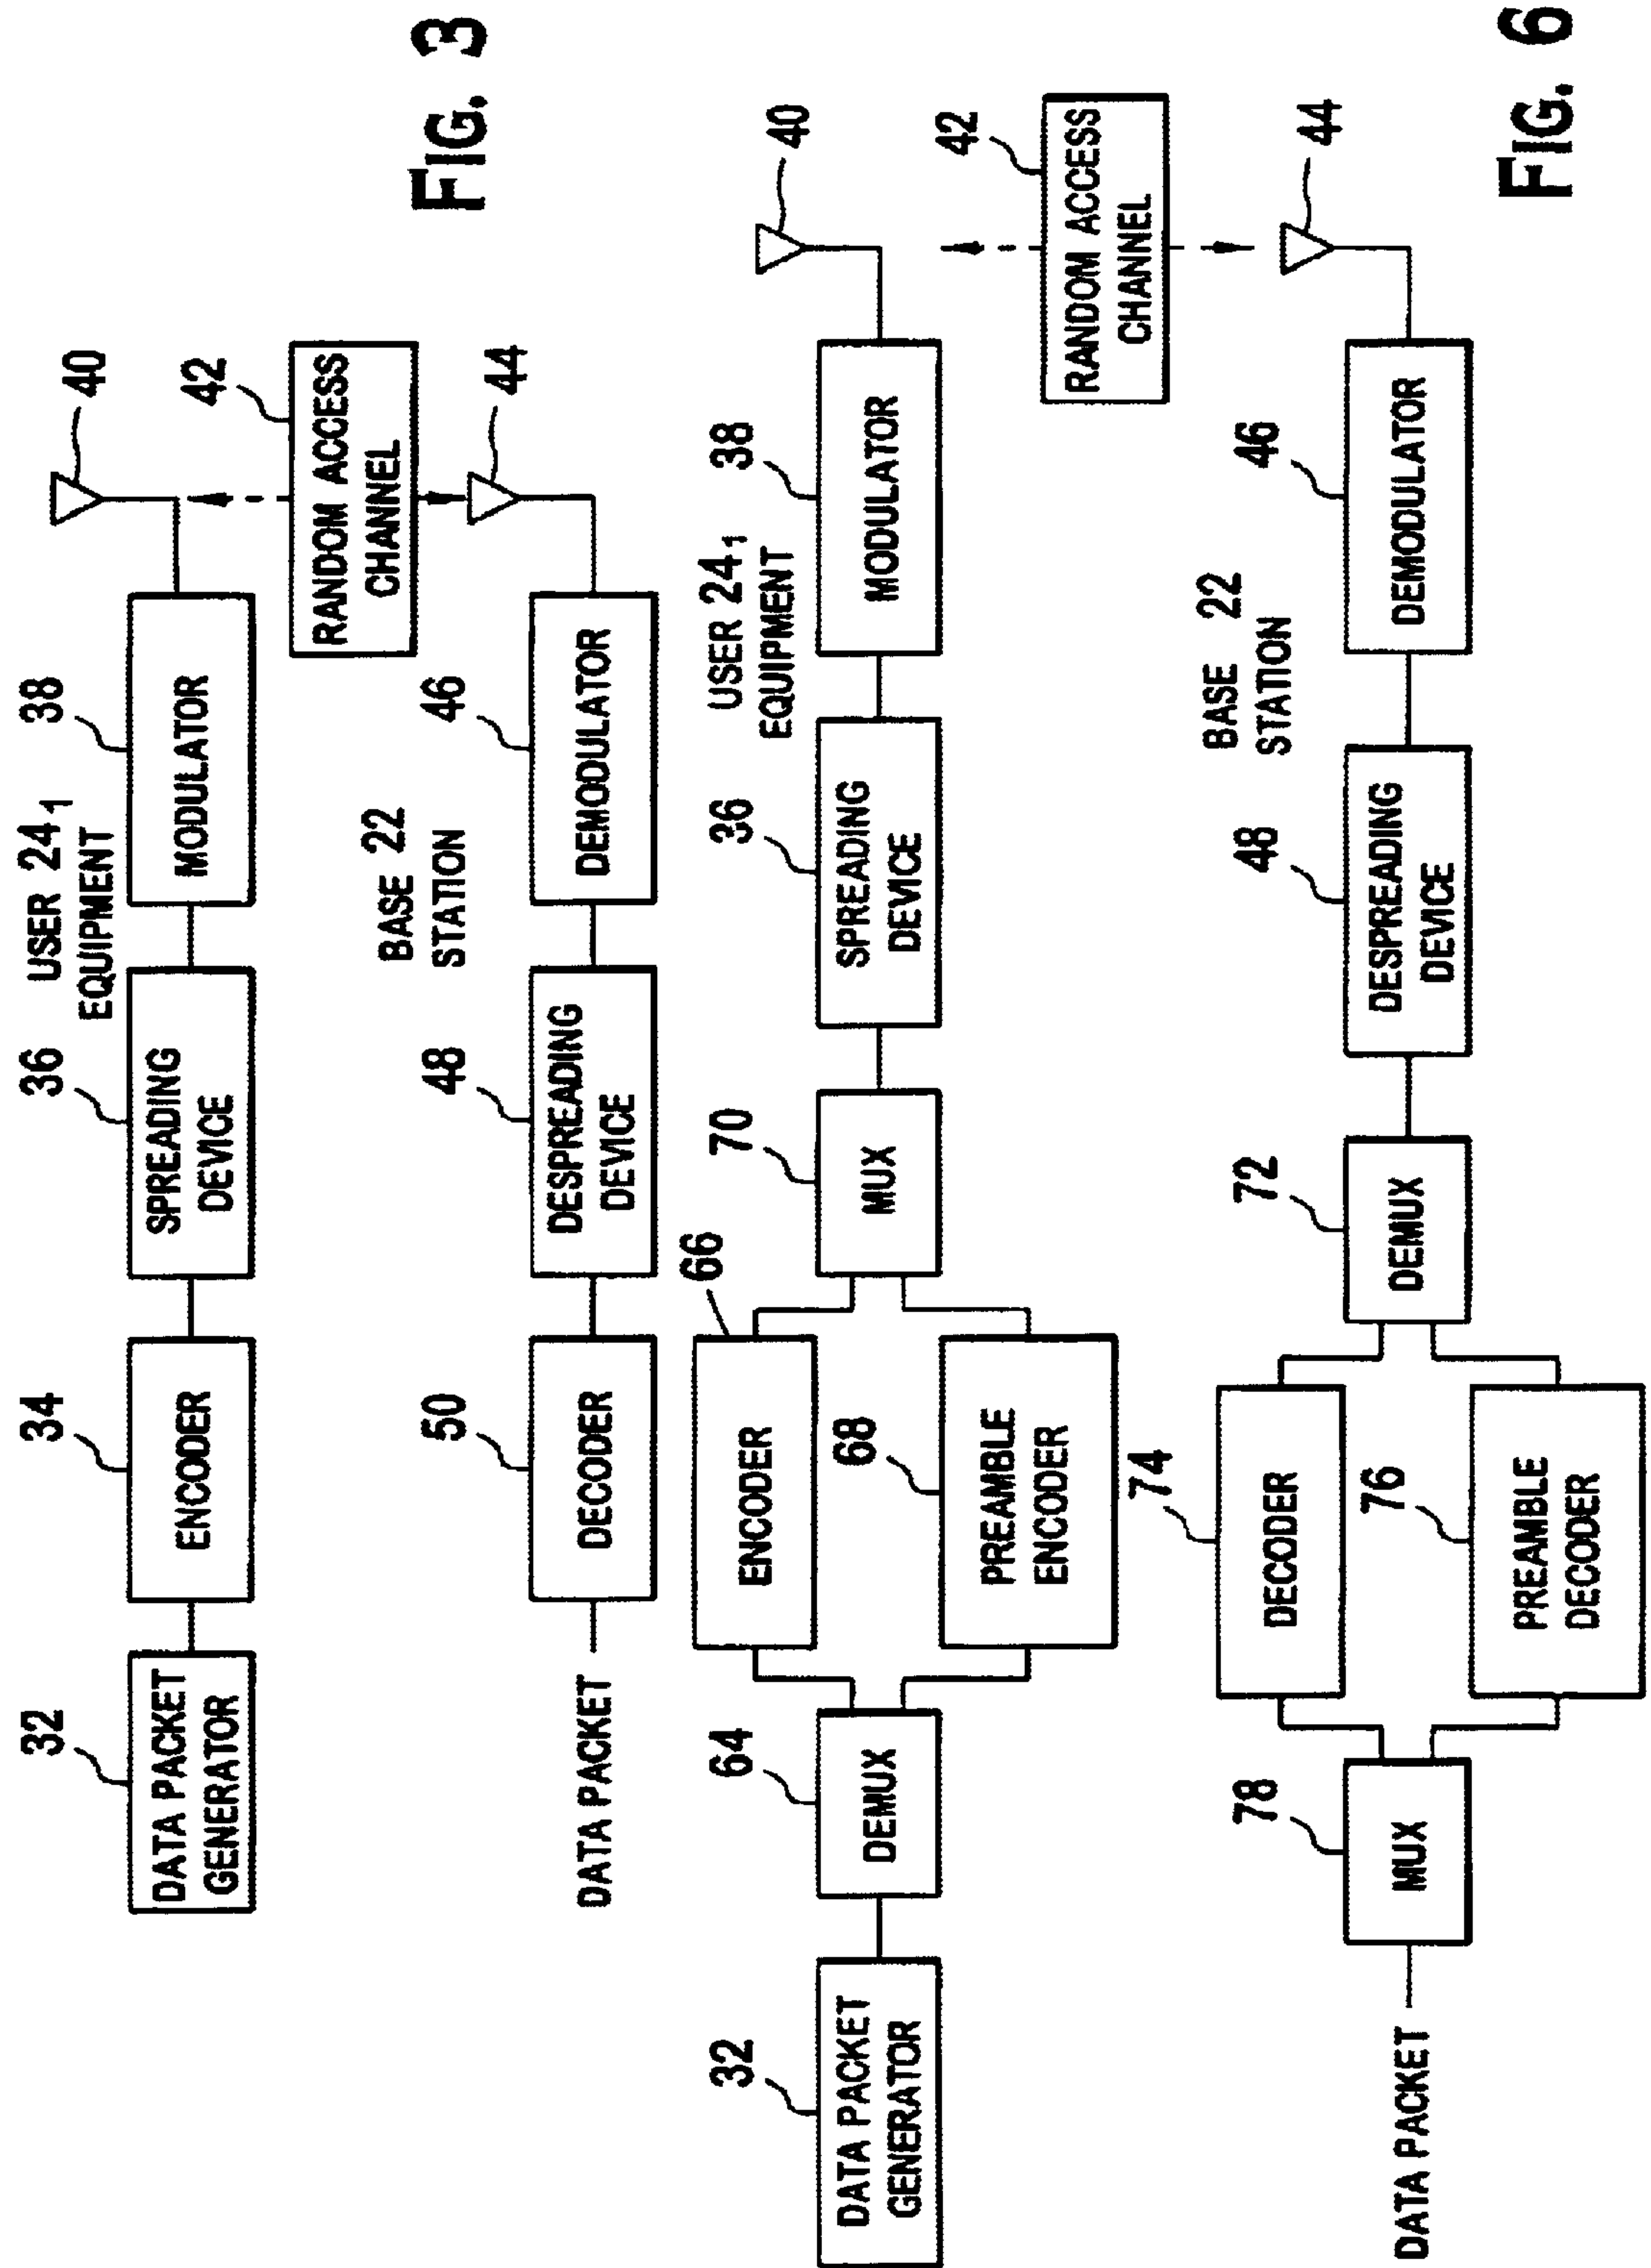 32
34
36
USER 24₁
EQUIPMENT
38
40
DATA PACKET
GENERATOR
ENCODER
SPREADING
DEVICE
MODULATOR
42
RANDOM ACCESS
CHANNEL
50
48
BASE 22
STATION
46
44
DATA PACKET
DECODER
DESPREADING
DEVICE
DEMODULATOR
FIG. 3
32
64
66
70
36
USER 24₁
EQUIPMENT
38
40
DATA PACKET
GENERATOR
DEMUX
ENCODER
68
PREAMBLE
ENCODER
MUX
SPREADING
DEVICE
MODULATOR
42
RANDOM ACCESS
CHANNEL
78
74
72
48
BASE 22
STATION
46
44
DATA PACKET
MUX
DECODER
76
PREAMBLE
DECODER
DEMUX
DESPREADING
DEVICE
DEMODULATOR
FIG. 6